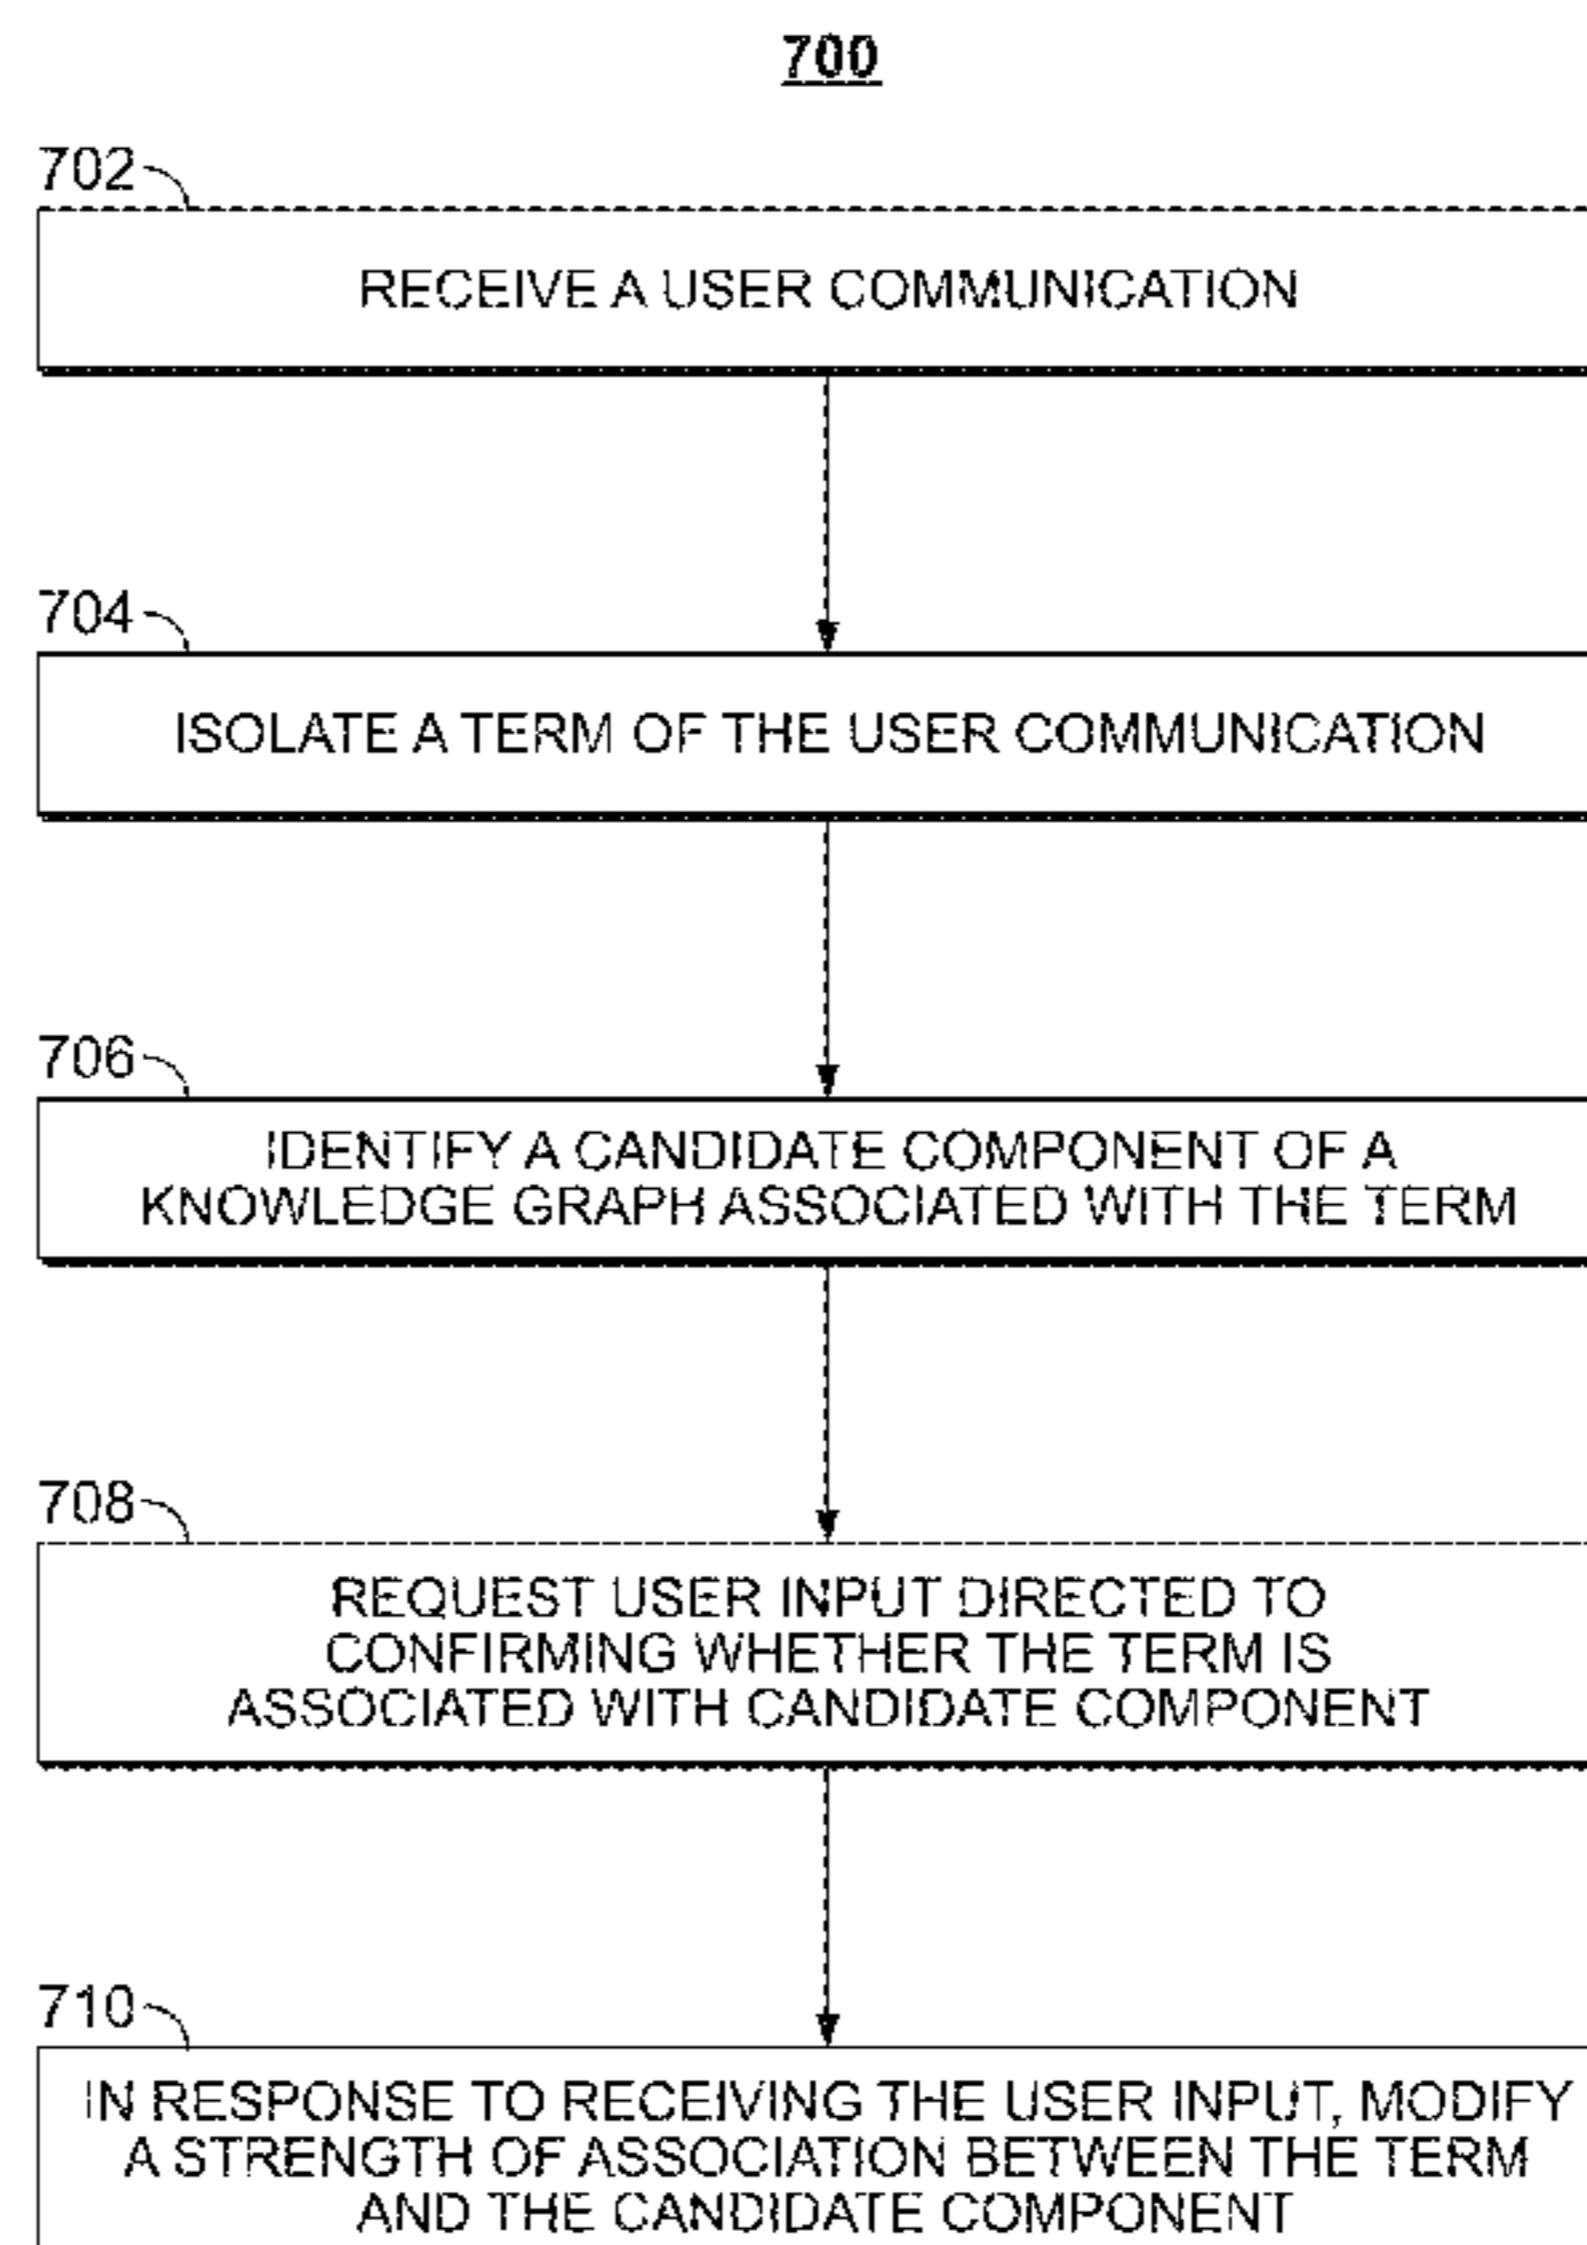 700
702
RECEIVE A USER COMMUNICATION
704
ISOLATE A TERM OF THE USER COMMUNICATION
706
IDENTIFY A CANDIDATE COMPONENT OF A
KNOWLEDGE GRAPH ASSOCIATED WITH THE TERM
708
REQUEST USER INPUT DIRECTED TO
CONFIRMING WHETHER THE TERM IS
ASSOCIATED WITH CANDIDATE COMPONENT
710
IN RESPONSE TO RECEIVING THE USER INPUT, MODIFY
A STRENGTH OF ASSOCIATION BETWEEN THE TERM
AND THE CANDIDATE COMPONENT